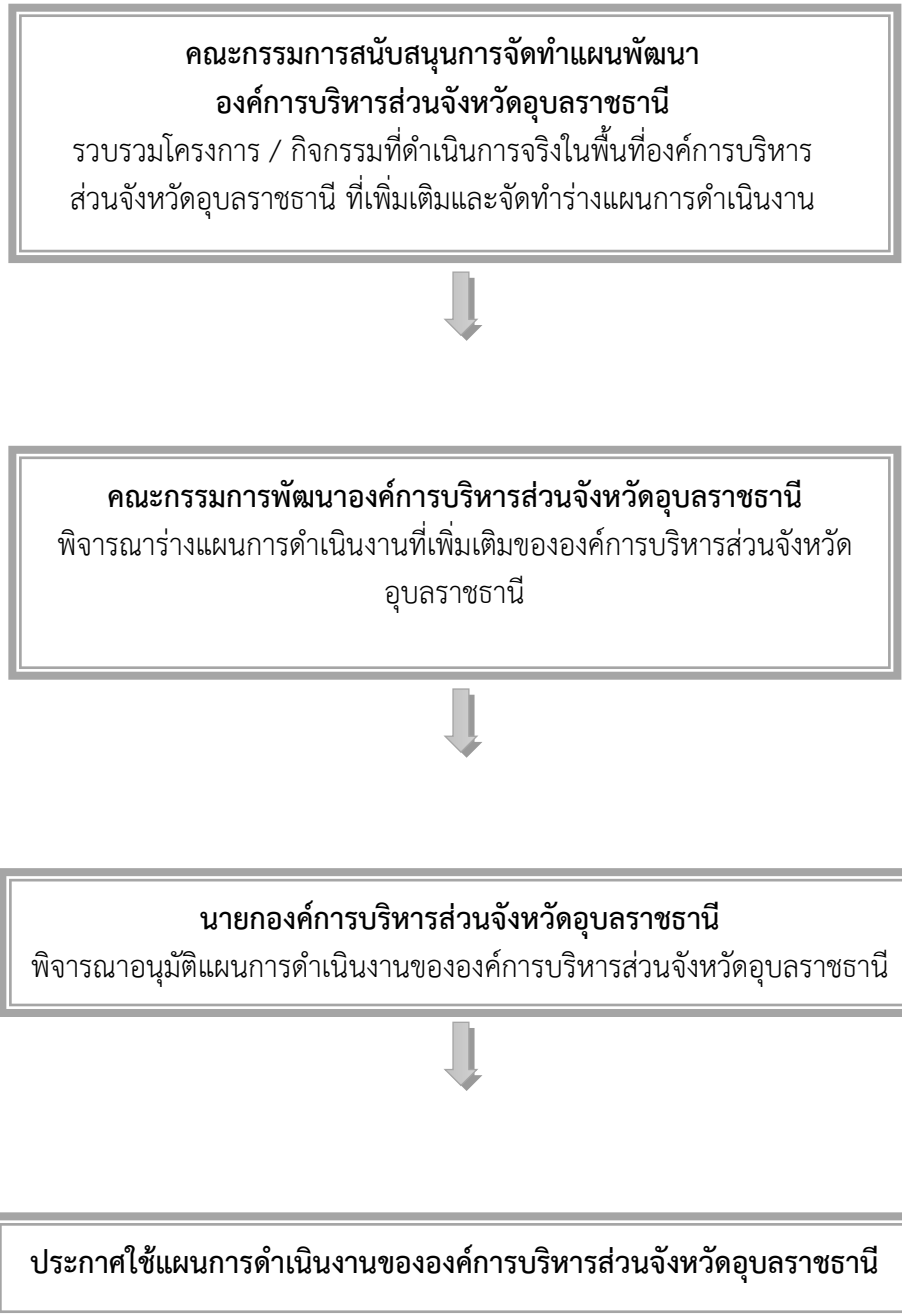 คณะกรรมการสนับสนุนการจัดทำแผนพัฒนา
องค์การบริหารส่วนจังหวัดอุบลราชธานี
รวบรวมโครงการ / กิจกรรมที่ดำเนินการจริงในพื้นที่องค์การบริหาร
ส่วนจังหวัดอุบลราชธานี ที่เพิ่มเติมและจัดทำร่างแผนการดำเนินงาน
คณะกรรมการพัฒนาองค์การบริหารส่วนจังหวัดอุบลราชธานี
พิจารณาร่างแผนการดำเนินงานที่เพิ่มเติมขององค์การบริหารส่วนจังหวัด
อุบลราชธานี
นายกองค์การบริหารส่วนจังหวัดอุบลราชธานี
พิจารณาอนุมัติแผนการดำเนินงานขององค์การบริหารส่วนจังหวัดอุบลราชธานี
ประกาศใช้แผนการดำเนินงานขององค์การบริหารส่วนจังหวัดอุบลราชธานี